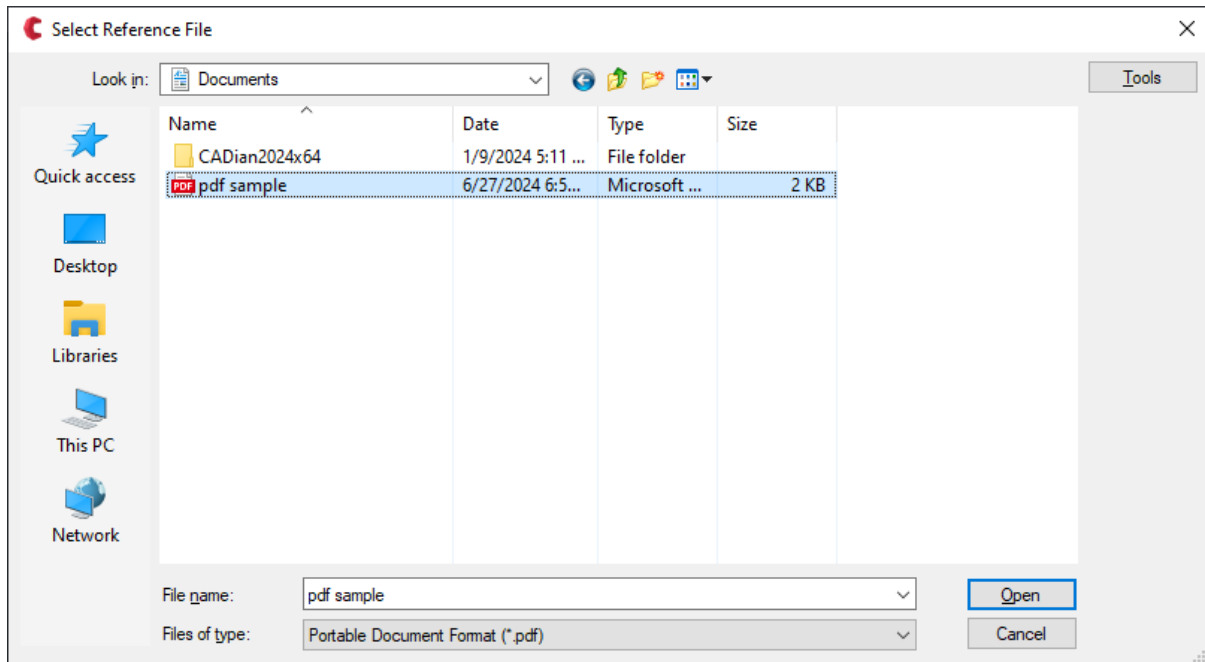 Select Reference File
Look in: Documents Tools
Name Date Type Size
CADian2024x64 1/9/2024 5:11 ... File folder
PDF pdf sample 6/27/2024 6:5... Microsoft ... 2 KB
Quick access
Desktop
Libraries
This PC
Network
File name: pdf sample Open
Files of type: Portable Document Format (*.pdf) Cancel